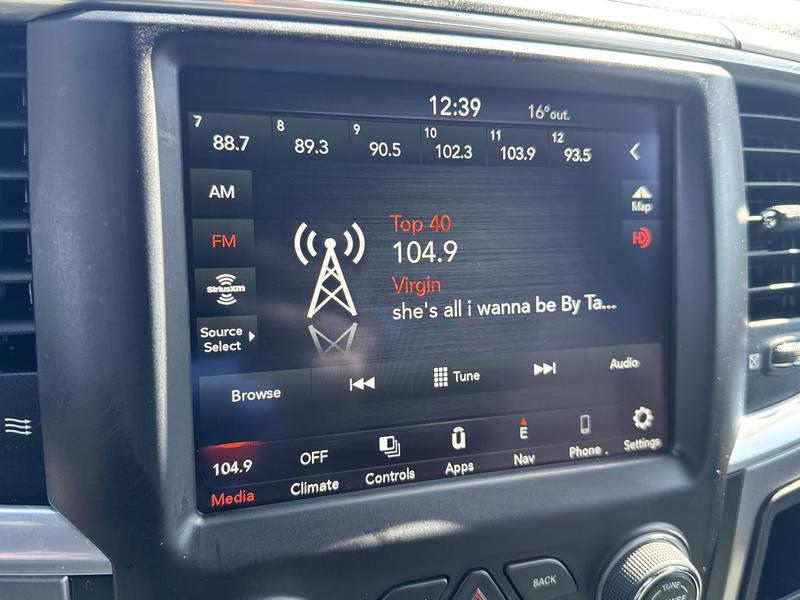 12:39 16°out.
7 8 9 10 11 12
88.7 89.3 90.5 102.3 103.9 93.5
AM
Map
Top 40
FM
104.9
HD
Virgin
SiriusXM
she's all i wanna be By Ta...
Source
Select
Browse Tune Audio
104.9 OFF E
Media Climate Controls Apps Nav Phone Settings
BACK
TUNE